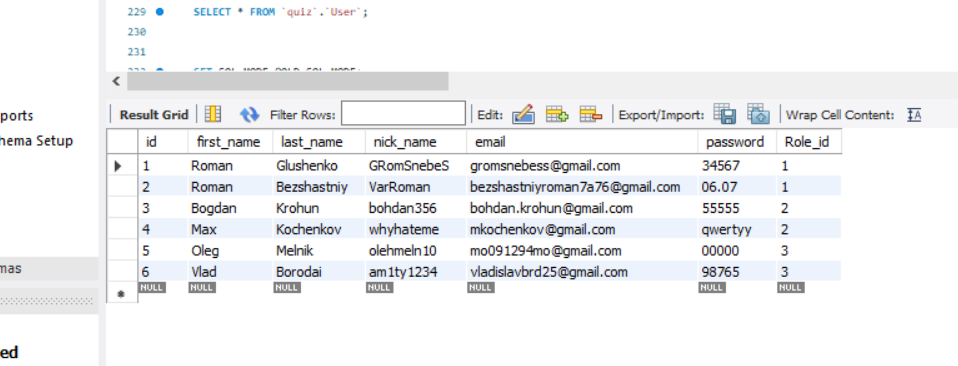 229 SELECT * FROM `quiz`.`User`;
230
231
ports
hema Setup
mas
ed
Result Grid Filter Rows: Edit: Export/Import: Wrap Cell Content:
id first_name last_name nick_name email password Role_id
1 Roman Glushenko GRomSnebeS gromsnebess@gmail.com 34567 1
2 Roman Bezshastniy VarRoman bezshastniyroman7a76@gmail.com 06.07 1
3 Bogdan Krohun bohdan356 bohdan.krohun@gmail.com 55555 2
4 Max Kochenkov whyhateme mkochenkov@gmail.com qwertyy 2
5 Oleg Melnik olehmeln10 mo091294mo@gmail.com 00000 3
6 Vlad Borodai am1ty1234 vladislavbrd25@gmail.com 98765 3
NULL NULL NULL NULL NULL NULL NULL